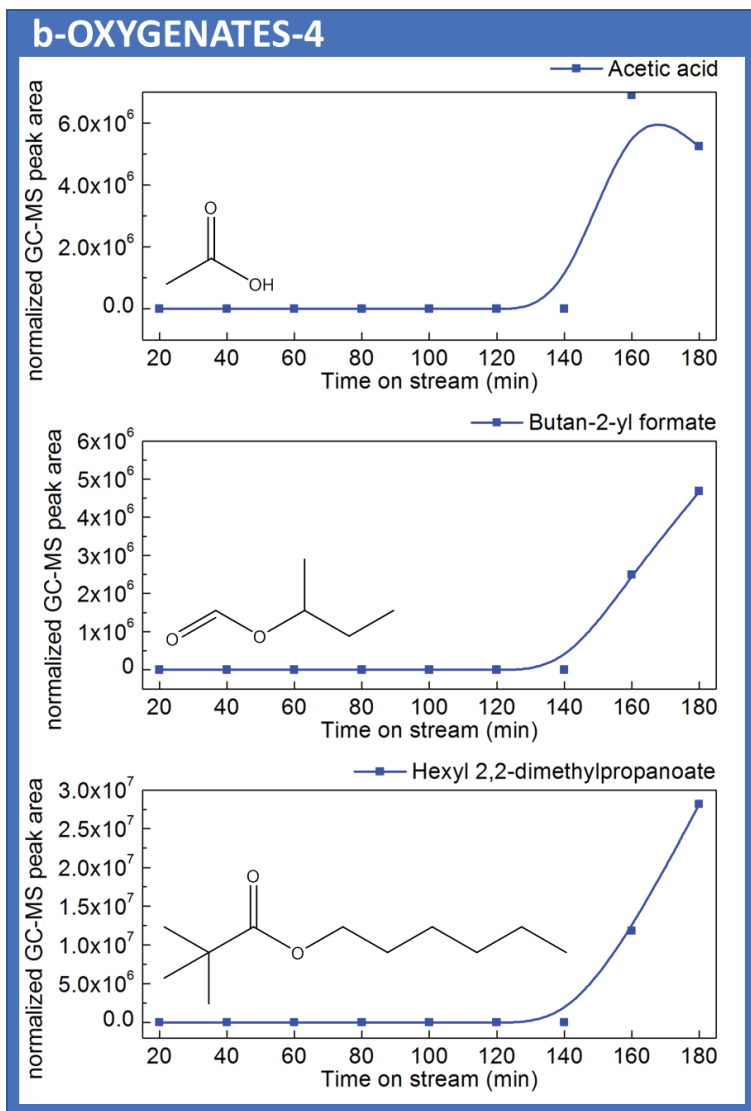 b-OXYGENATES-4
Acetic acid
normalized GC-MS peak area
6.0x10⁶
4.0x10⁶
2.0x10⁶
0.0
O
OH
20 40 60 80 100 120 140 160 180
Time on stream (min)
Butan-2-yl formate
normalized GC-MS peak area
6x10⁶
5x10⁶
4x10⁶
3x10⁶
2x10⁶
1x10⁶
0
O
O
20 40 60 80 100 120 140 160 180
Time on stream (min)
Hexyl 2,2-dimethylpropanoate
normalized GC-MS peak area
3.0x10⁷
2.5x10⁷
2.0x10⁷
1.5x10⁷
1.0x10⁷
5.0x10⁶
0.0
O
O
20 40 60 80 100 120 140 160 180
Time on stream (min)